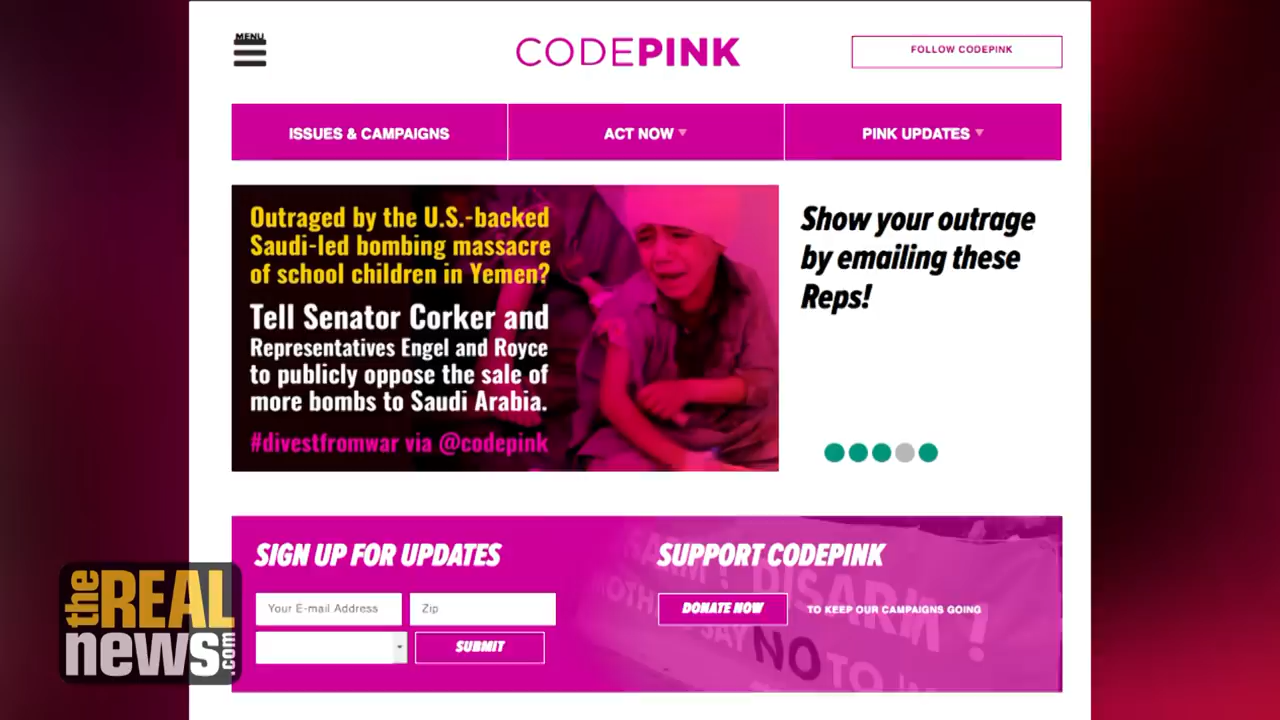 MENU
CODEPINK
FOLLOW CODEPINK
ISSUES & CAMPAIGNS
ACT NOW
PINK UPDATES
Outraged by the U.S.-backed
Saudi-led bombing massacre
of school children in Yemen?
Tell Senator Corker and
Representatives Engel and Royce
to publicly oppose the sale of
more bombs to Saudi Arabia.
#divestfromwar via @codepink
Show your outrage
by emailing these
Reps!
SIGN UP FOR UPDATES
Your E-mail Address
Zip
SUBMIT
SUPPORT CODEPINK
DONATE NOW
TO KEEP OUR CAMPAIGNS GOING
DISARM!
SAY NO TO
the REAL
news.com